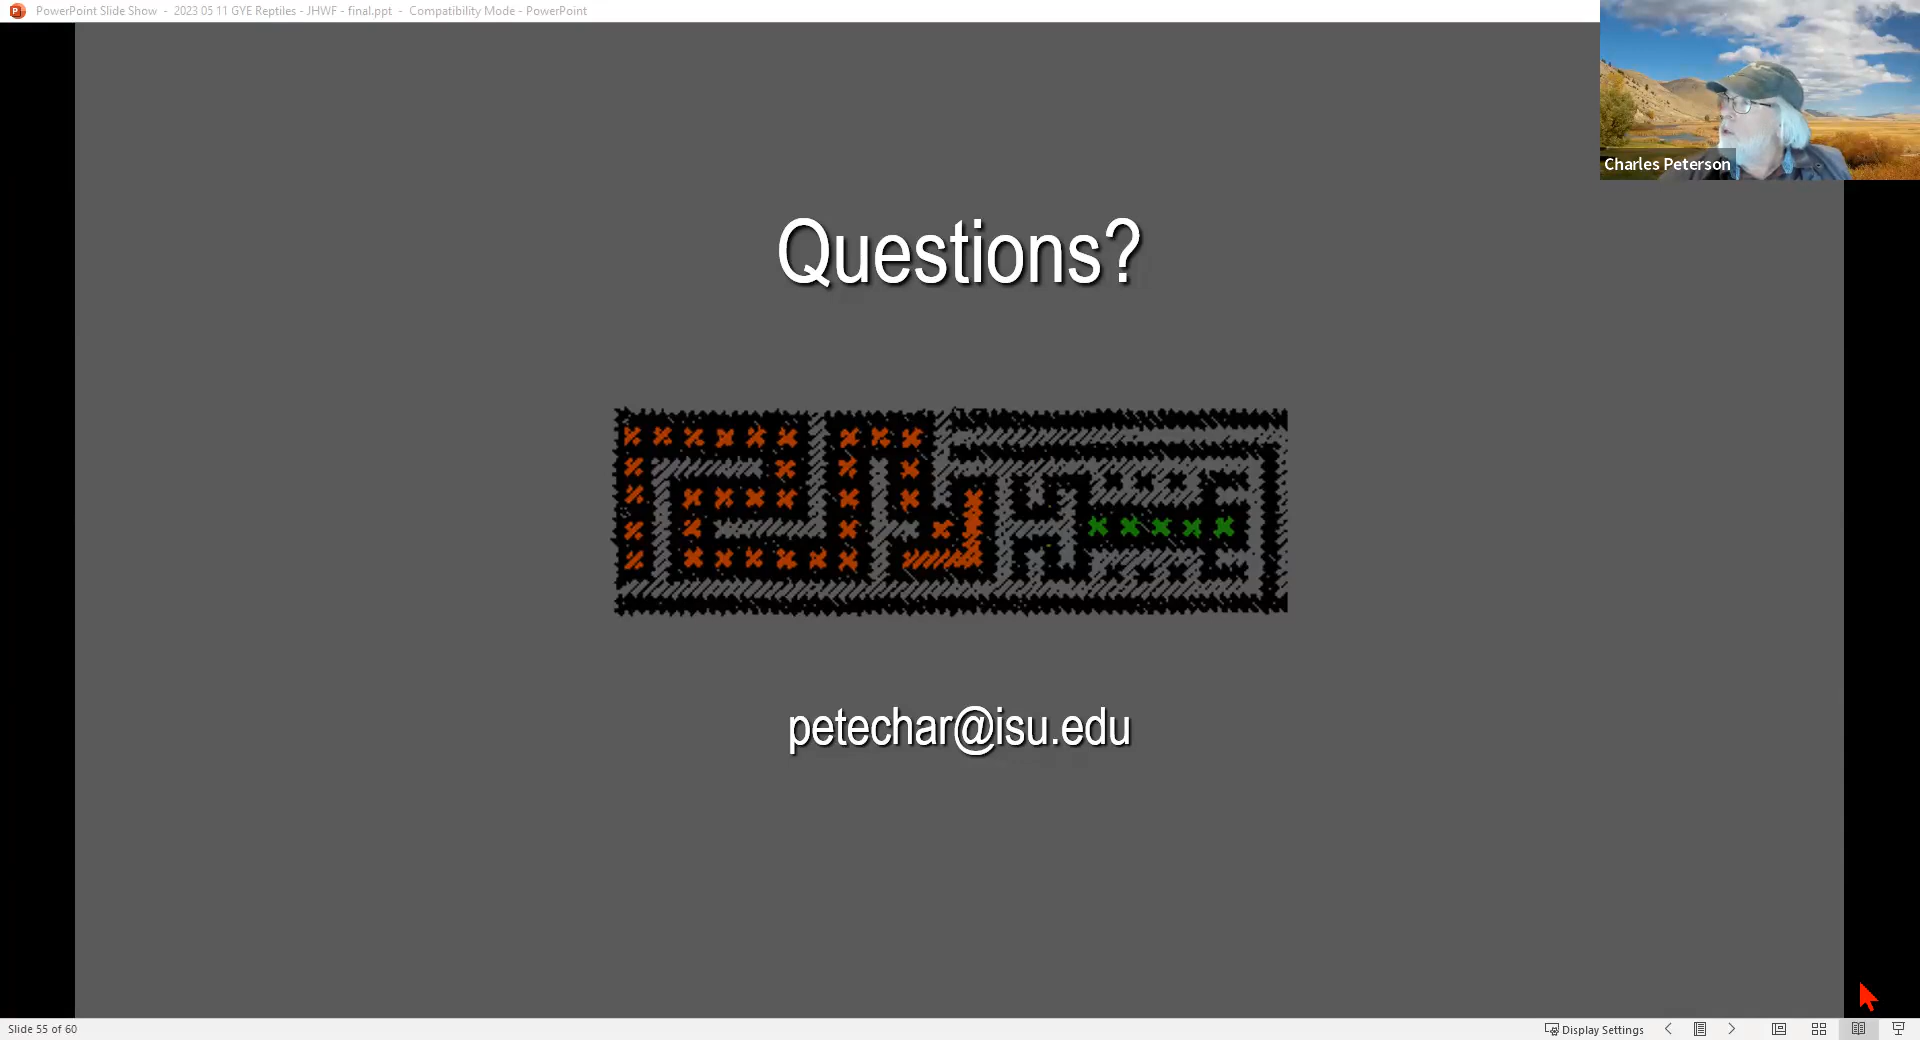 PowerPoint Slide Show - 2023 05 11 GYE Reptiles - JHWF - final.ppt - Compatibility Mode - PowerPoint
Charles Peterson
Questions?
petechar@isu.edu
Slide 55 of 60
Display Settings